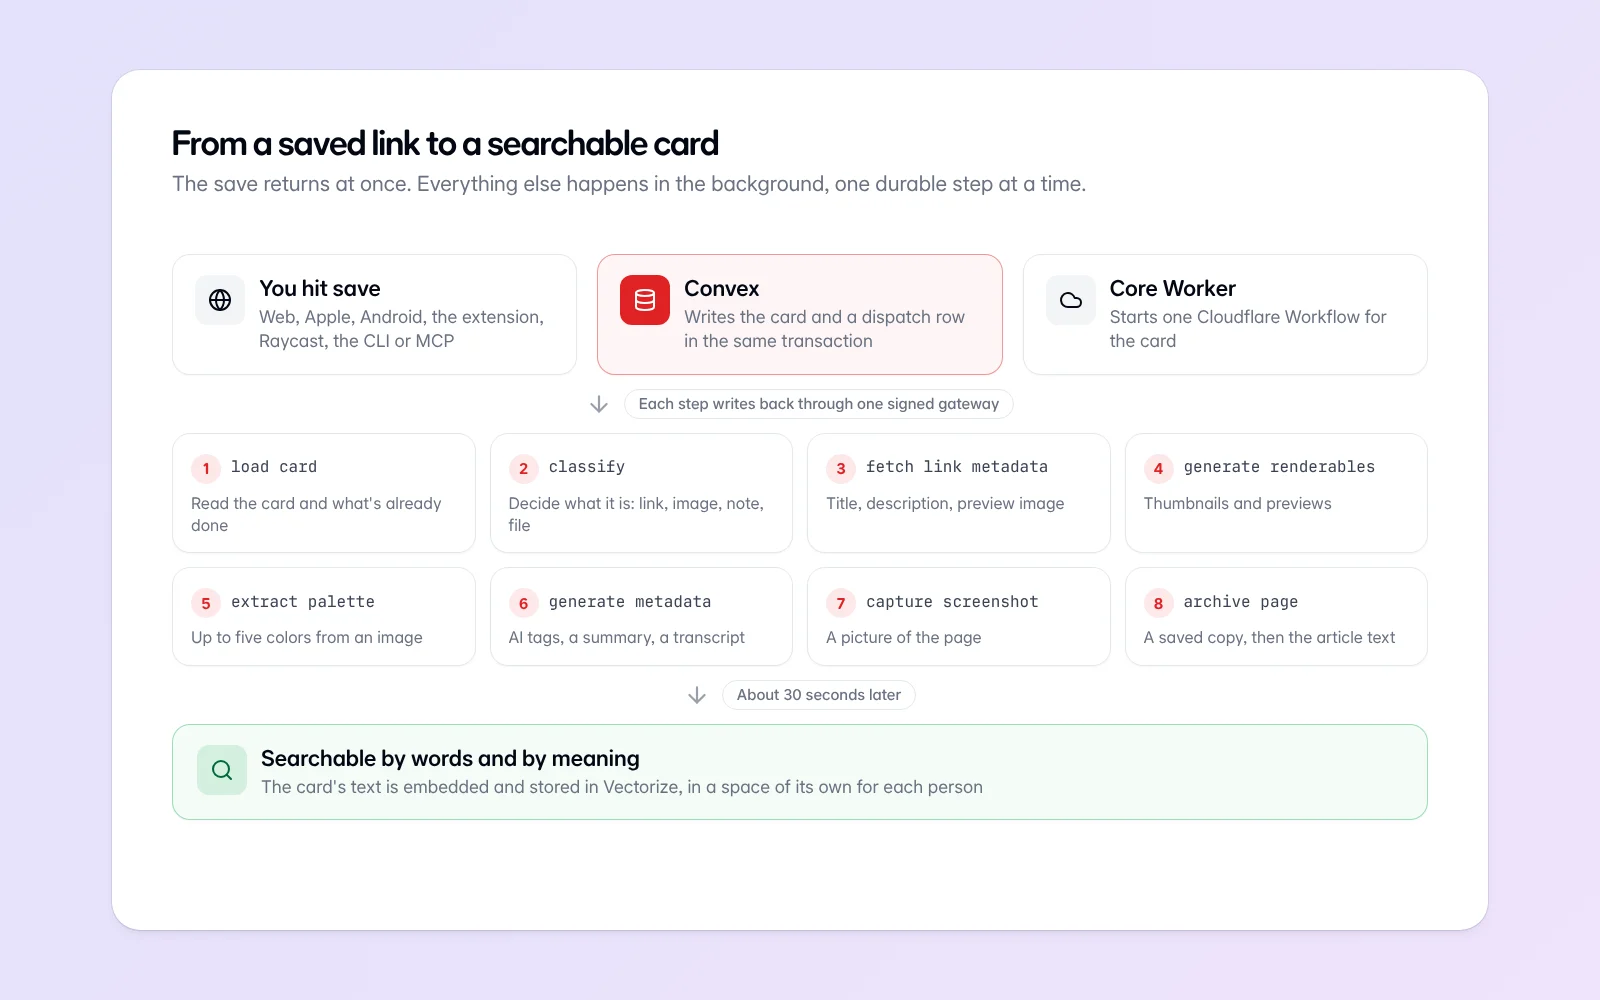 From a saved link to a searchable card
The save returns at once. Everything else happens in the background, one durable step at a time.
You hit save
Web, Apple, Android, the extension,
Raycast, the CLI or MCP
Convex
Writes the card and a dispatch row
in the same transaction
Core Worker
Starts one Cloudflare Workflow for
the card
Each step writes back through one signed gateway
1 load card
Read the card and what's already
done
2 classify
Decide what it is: link, image, note,
file
3 fetch link metadata
Title, description, preview image
4 generate renderables
Thumbnails and previews
5 extract palette
Up to five colors from an image
6 generate metadata
AI tags, a summary, a transcript
7 capture screenshot
A picture of the page
8 archive page
A saved copy, then the article text
About 30 seconds later
Searchable by words and by meaning
The card's text is embedded and stored in Vectorize, in a space of its own for each person